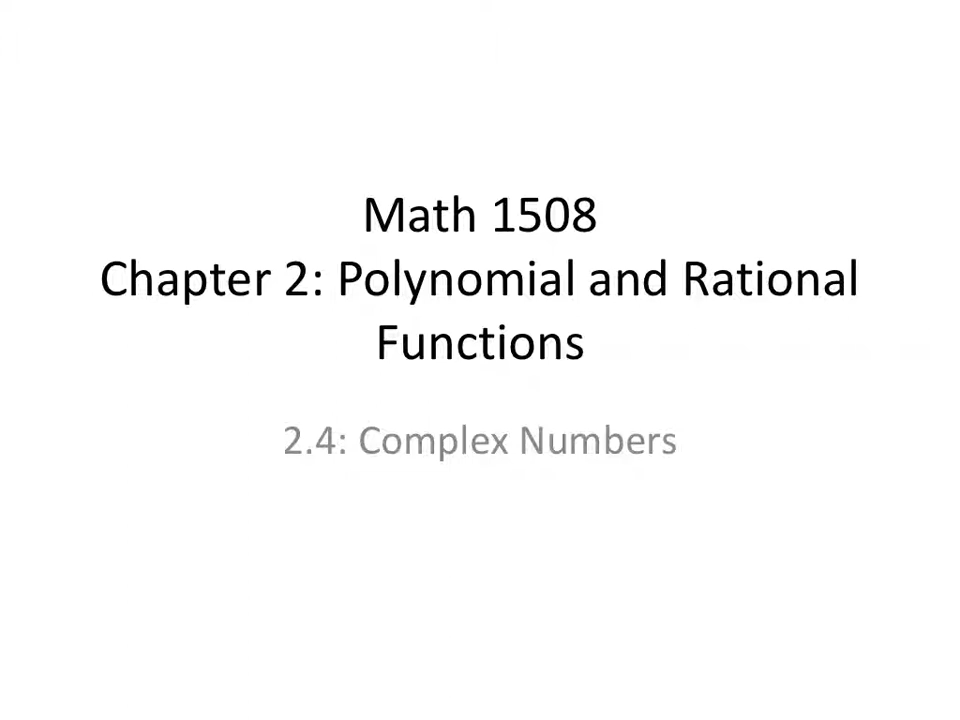 Math 1508
Chapter 2: Polynomial and Rational
Functions
2.4: Complex Numbers